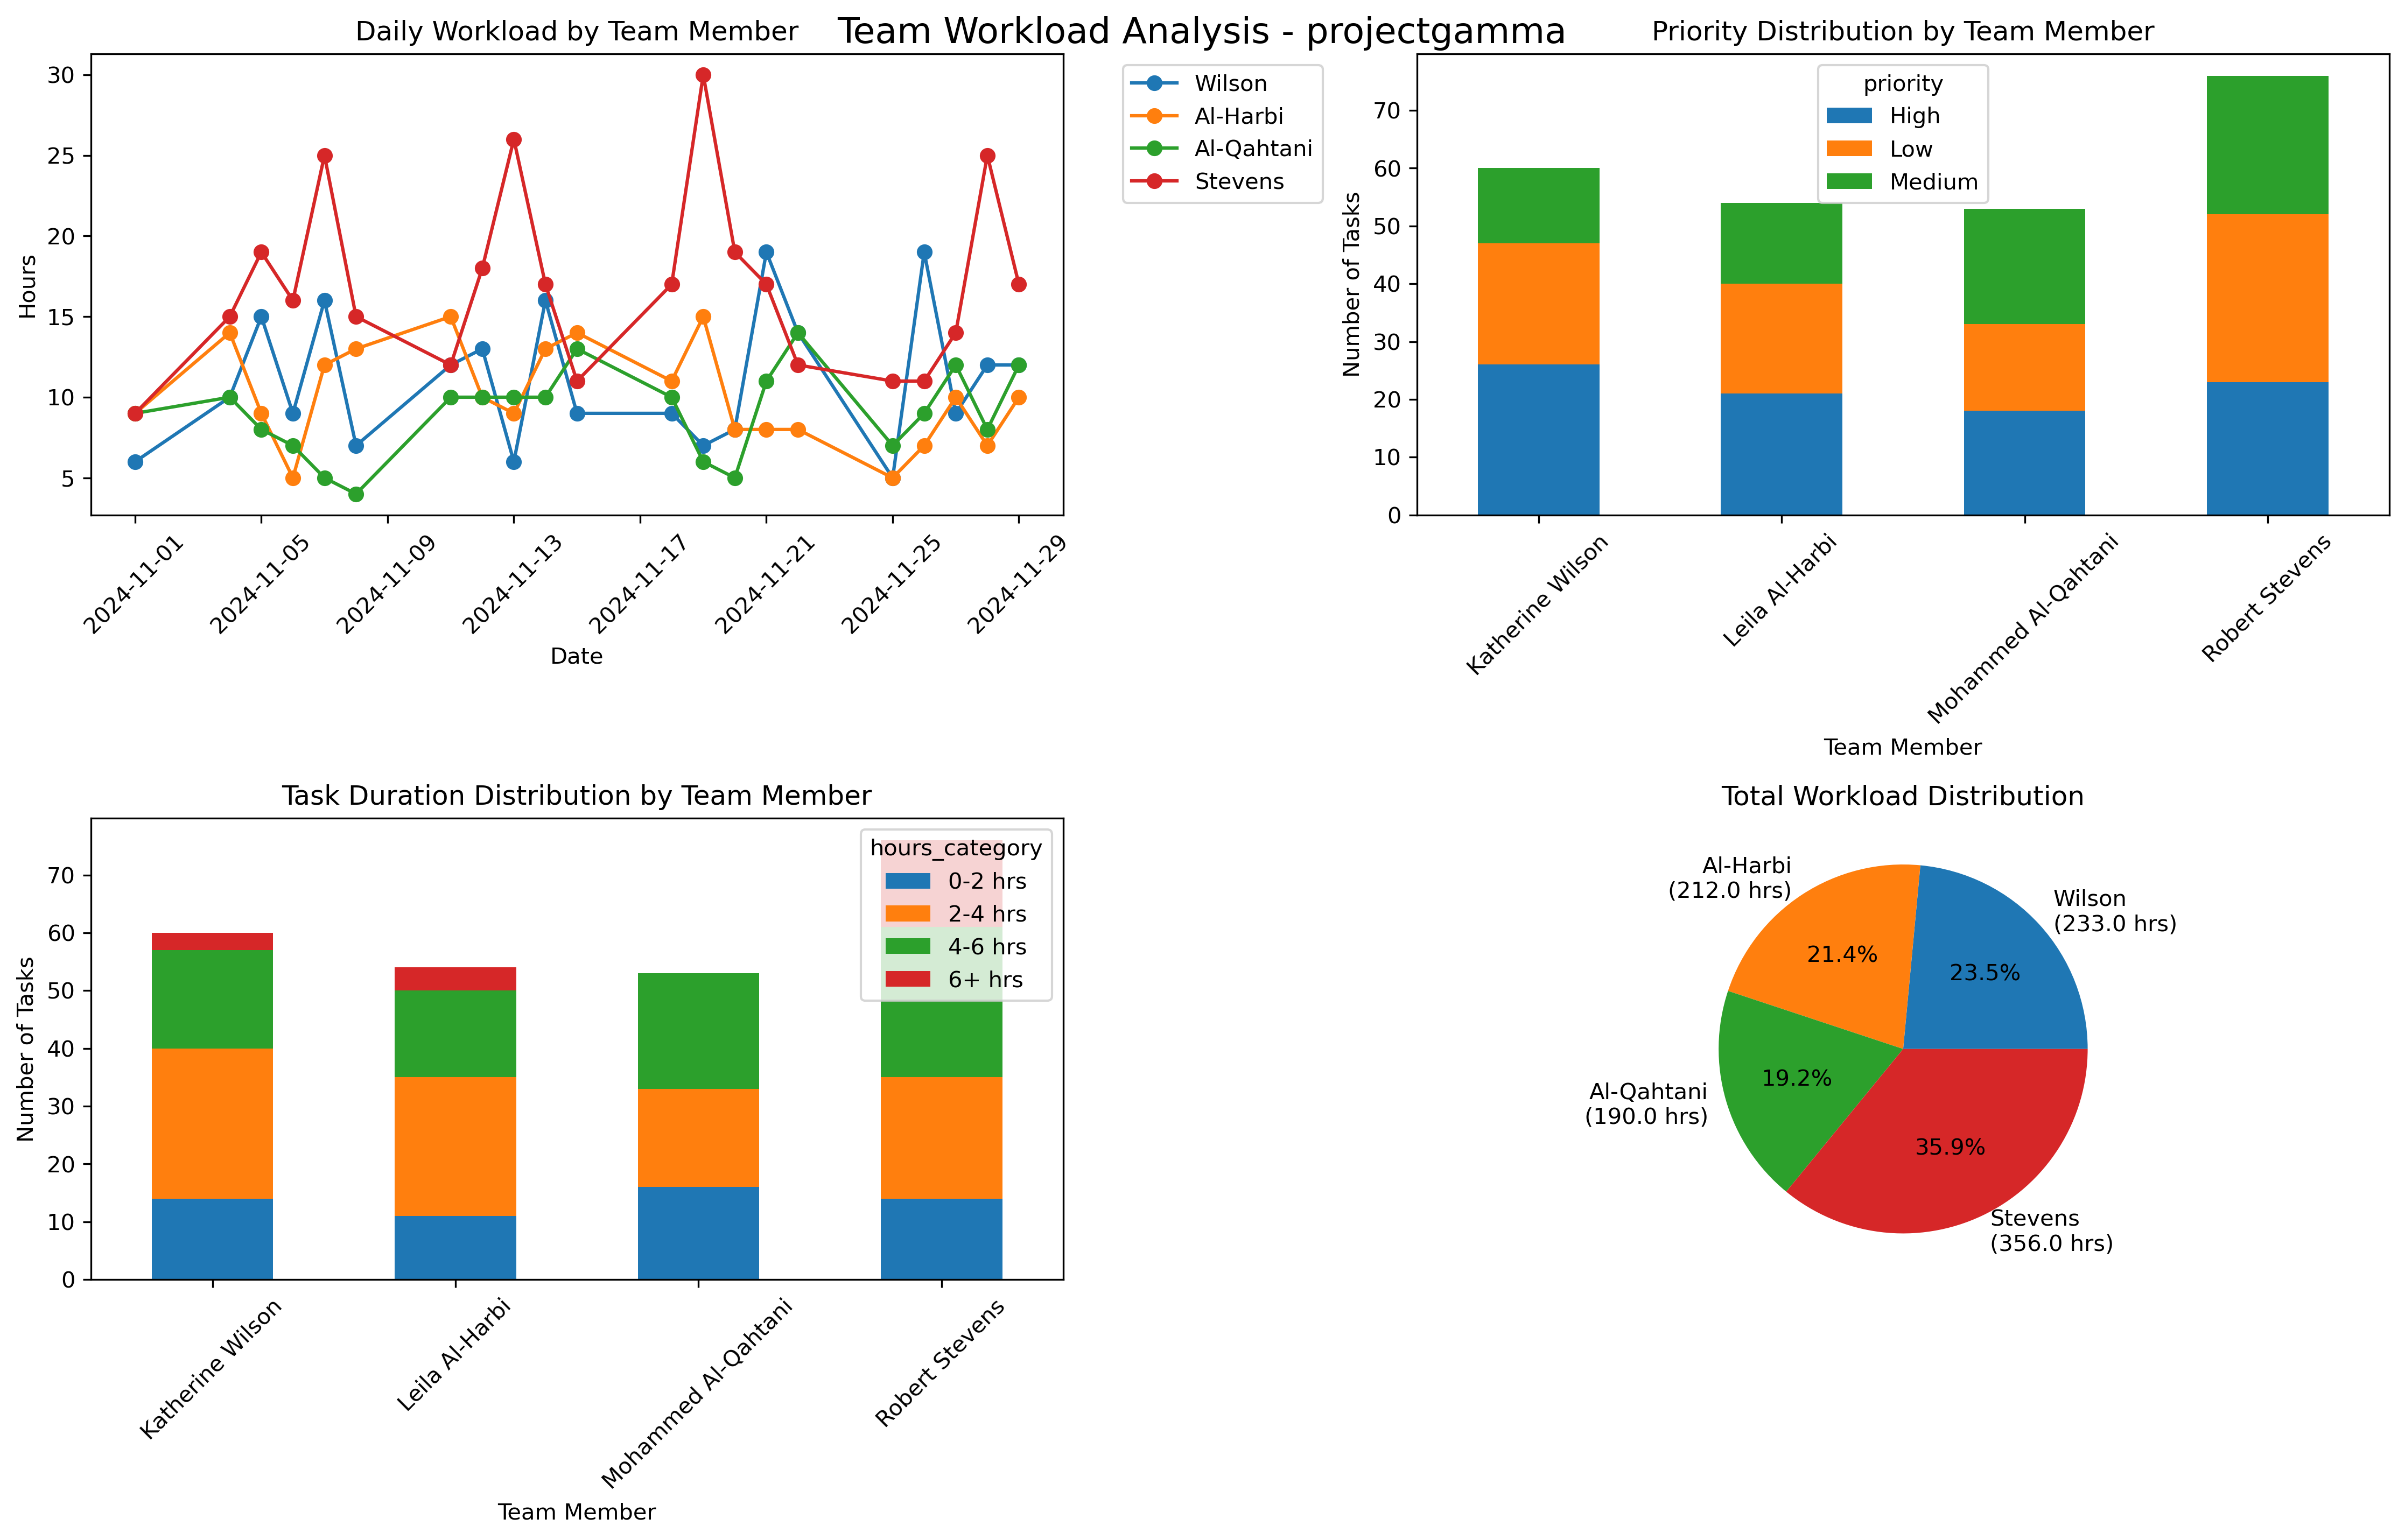 Team Workload Analysis - projectgamma
Daily Workload by Team Member
30
25
20
15
10
5
Hours
2024-11-01
2024-11-05
2024-11-09
2024-11-13
2024-11-17
2024-11-21
2024-11-25
2024-11-29
Date
Wilson
Al-Harbi
Al-Qahtani
Stevens
Priority Distribution by Team Member
priority
High
Low
Medium
70
60
50
40
30
20
10
0
Number of Tasks
Katherine Wilson
Leila Al-Harbi
Mohammed Al-Qahtani
Robert Stevens
Team Member
Task Duration Distribution by Team Member
hours_category
0-2 hrs
2-4 hrs
4-6 hrs
6+ hrs
70
60
50
40
30
20
10
0
Number of Tasks
Katherine Wilson
Leila Al-Harbi
Mohammed Al-Qahtani
Robert Stevens
Team Member
Total Workload Distribution
Al-Harbi
(212.0 hrs)
Wilson
(233.0 hrs)
21.4%
23.5%
Al-Qahtani
(190.0 hrs)
19.2%
35.9%
Stevens
(356.0 hrs)